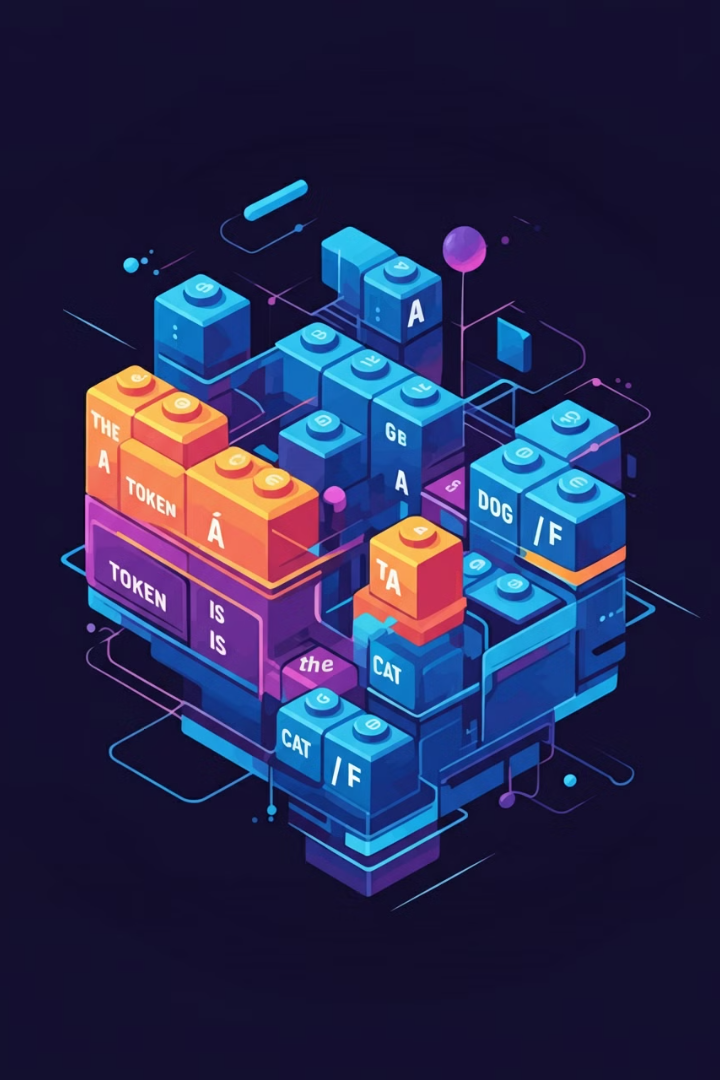 A
THE
A
TOKEN
Á
GB
A
DOG
/F
TA
TOKEN
IS
IS
the
CAT
CAT
/F